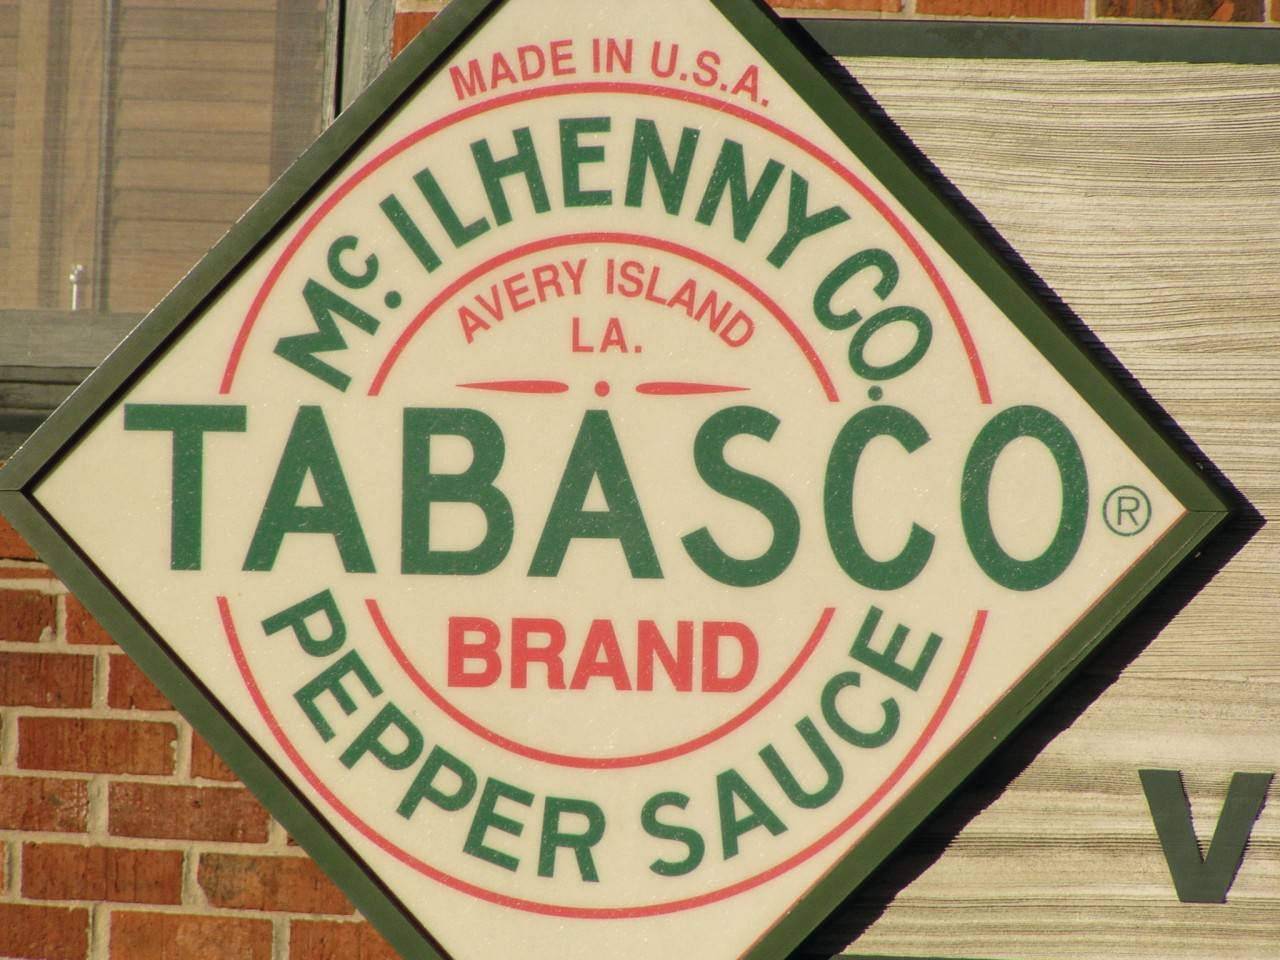 MADE IN U.S.A.
Mc. ILHENNY CO.
AVERY ISLAND
LA.
TABASCO ®
BRAND
PEPPER SAUCE
V